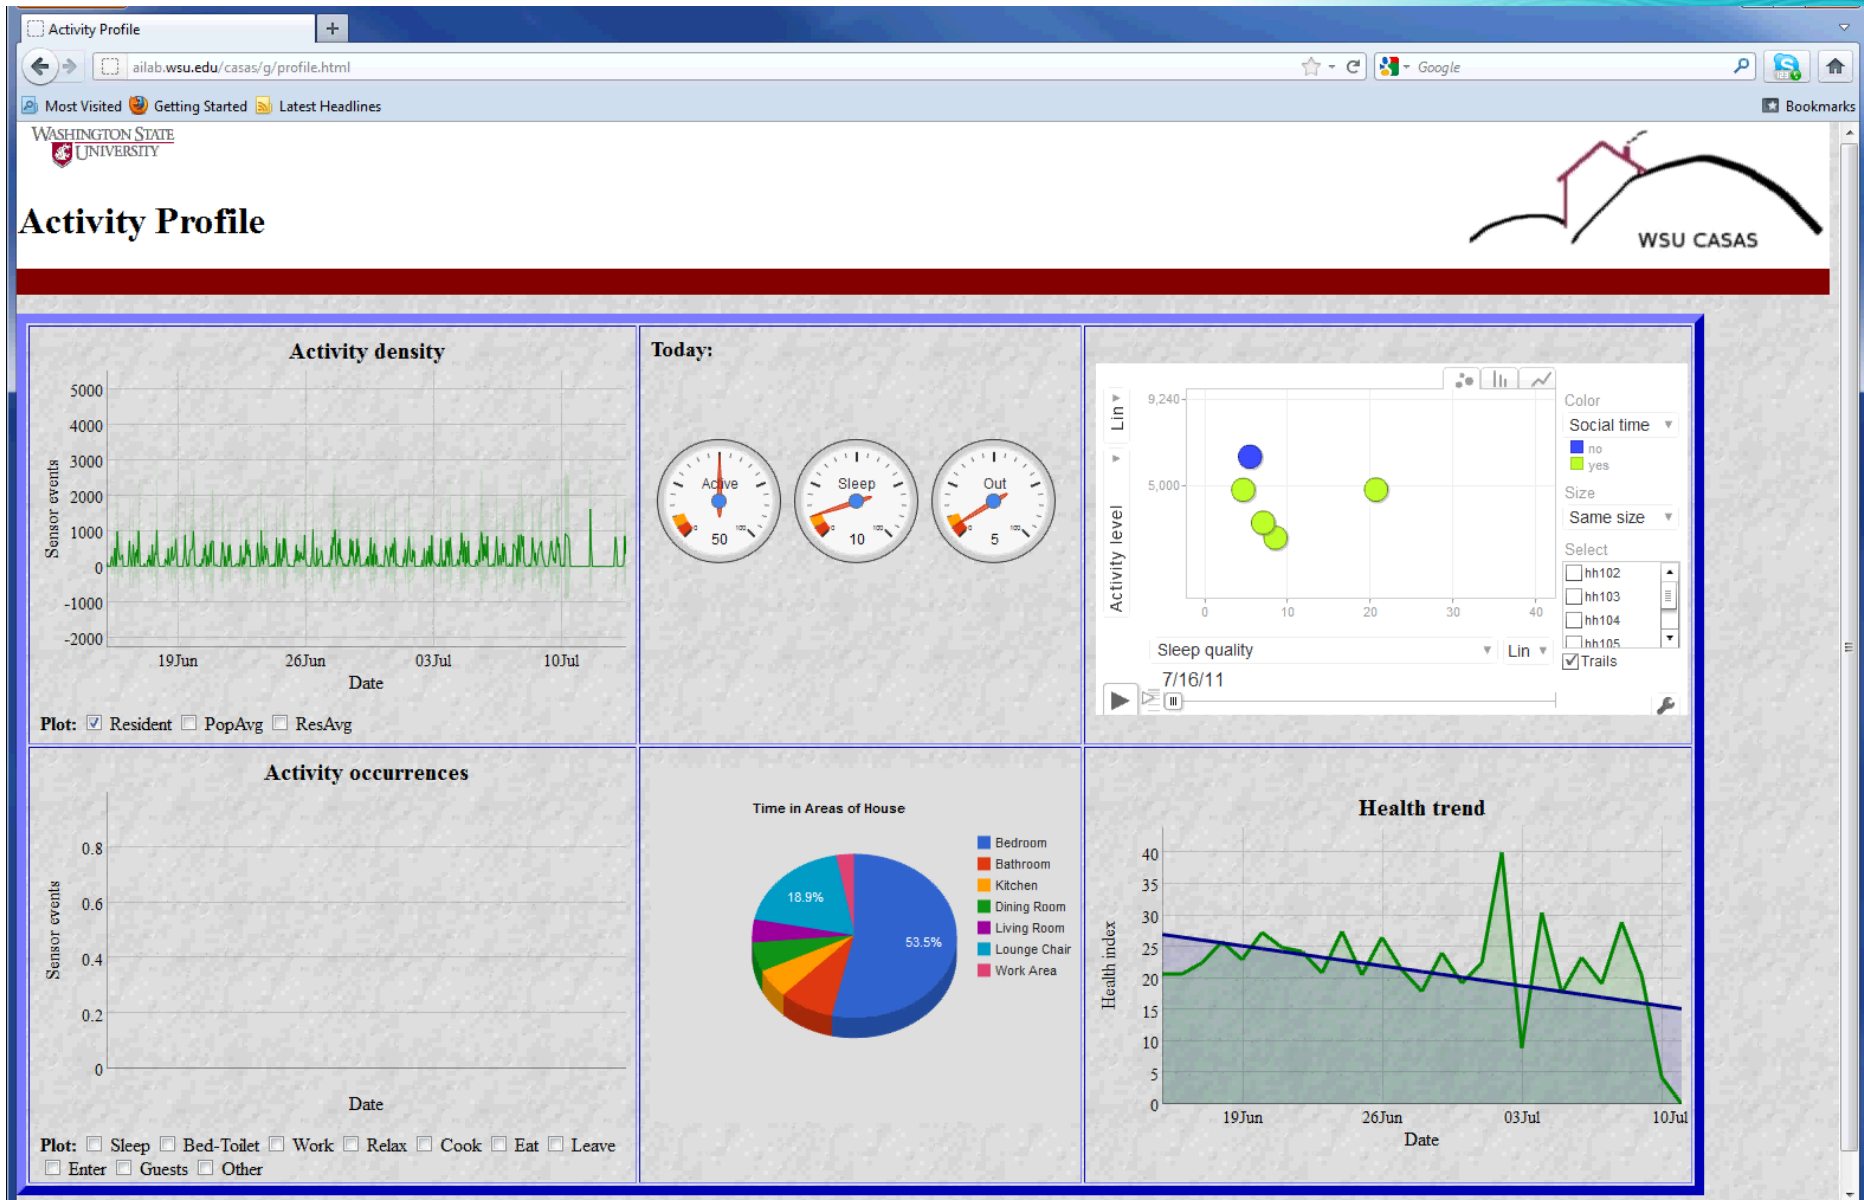 Activity Profile
ailab.wsu.edu/casas/g/profile.html
Google
Most Visited Getting Started Latest Headlines
Bookmarks
WASHINGTON STATE
UNIVERSITY
Activity Profile
WSU CASAS
Activity density
5000
4000
3000
2000
1000
0
-1000
-2000
Sensor events
19Jun 26Jun 03Jul 10Jul
Date
Plot: Resident PopAvg ResAvg
Today:
Active
0 100
50
Sleep
0 100
10
Out
0 100
5
Lin
Activity level
9,240
5,000
0 10 20 30 40
Sleep quality
Lin
7/16/11
Color
Social time
no
yes
Size
Same size
Select
hh102
hh103
hh104
hh105
Trails
Activity occurrences
0.8
0.6
0.4
0.2
0
Sensor events
Date
Plot: Sleep Bed-Toilet Work Relax Cook Eat Leave
Enter Guests Other
Time in Areas of House
18.9%
53.5%
Bedroom
Bathroom
Kitchen
Dining Room
Living Room
Lounge Chair
Work Area
Health trend
40
35
30
25
20
15
10
5
0
Health index
19Jun 26Jun 03Jul 10Jul
Date